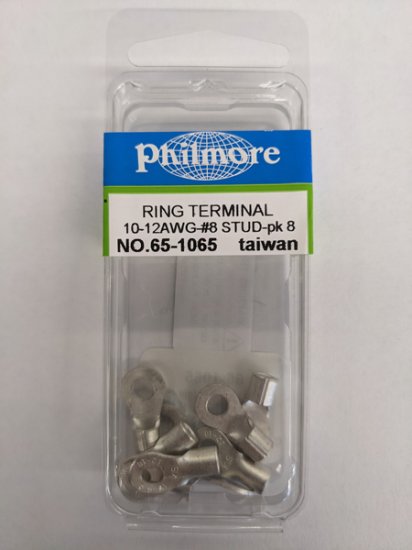 Philmore
RING TERMINAL
10-12AWG-#8 STUD-pk 8
NO.65-1065 taiwan